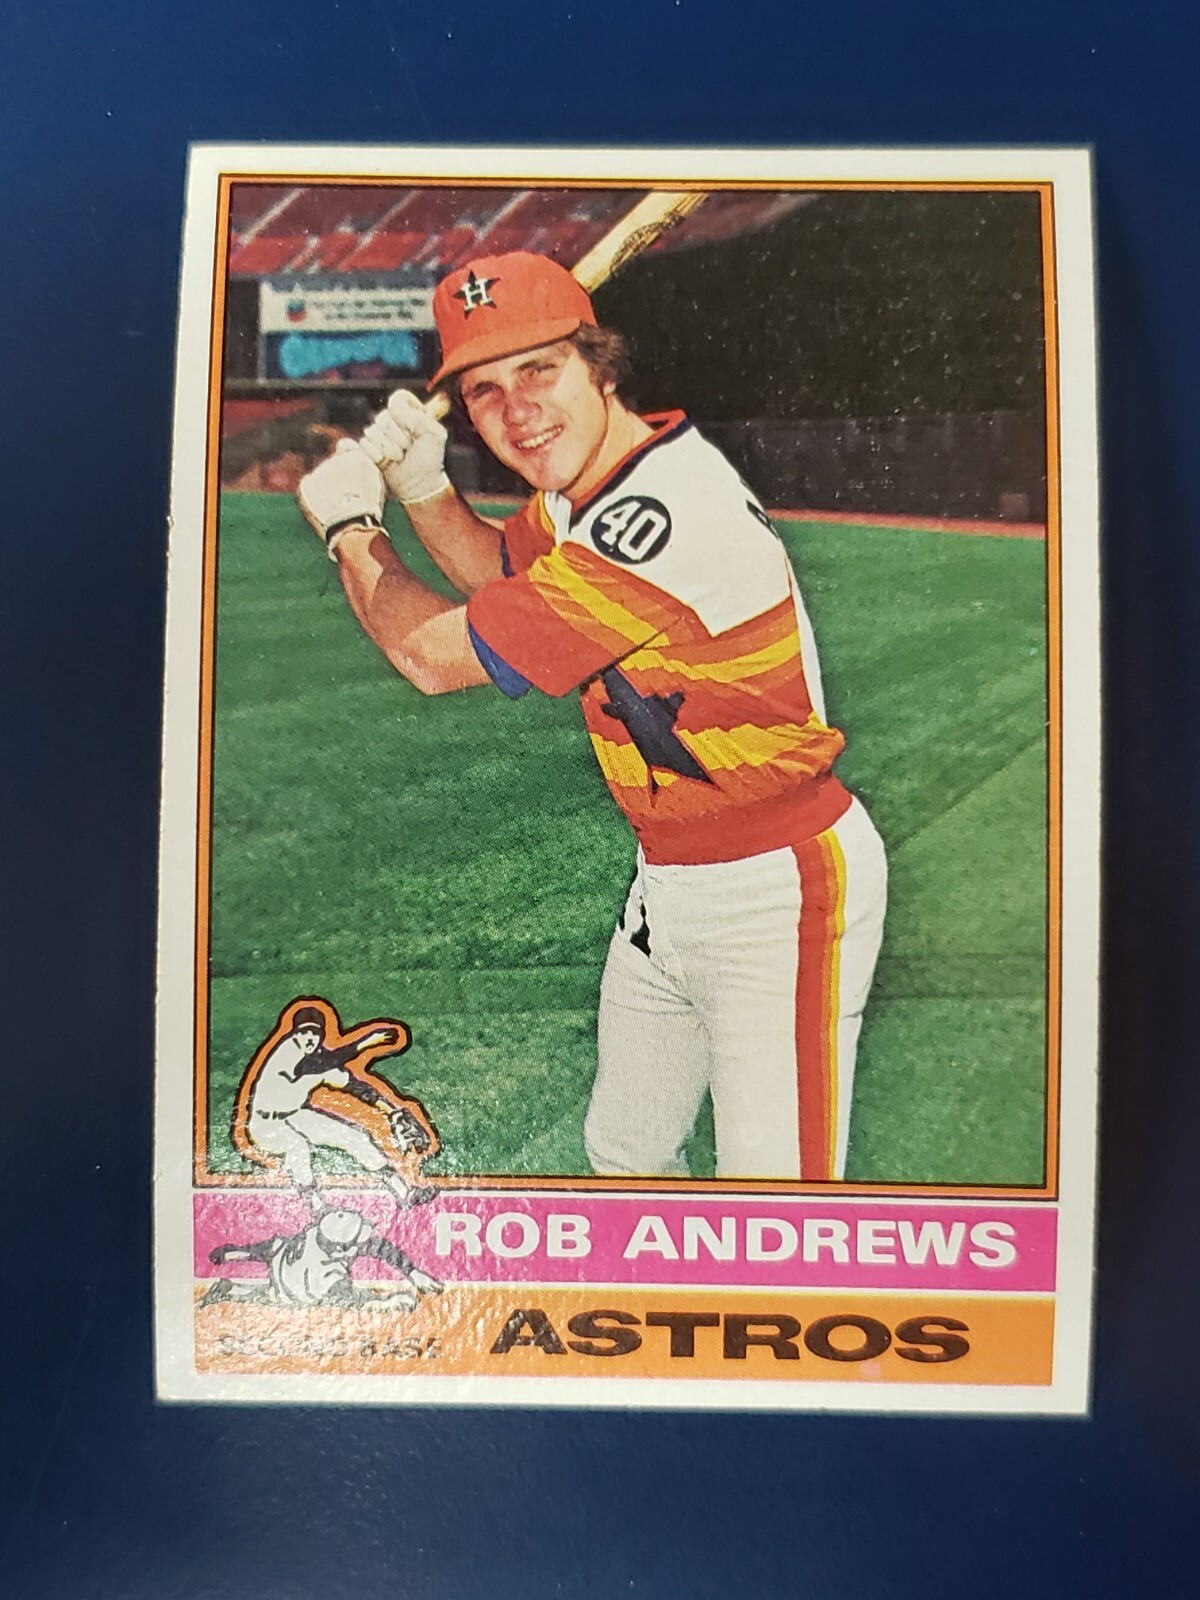 H
40
ROB ANDREWS
ASTROS
SECOND BASE